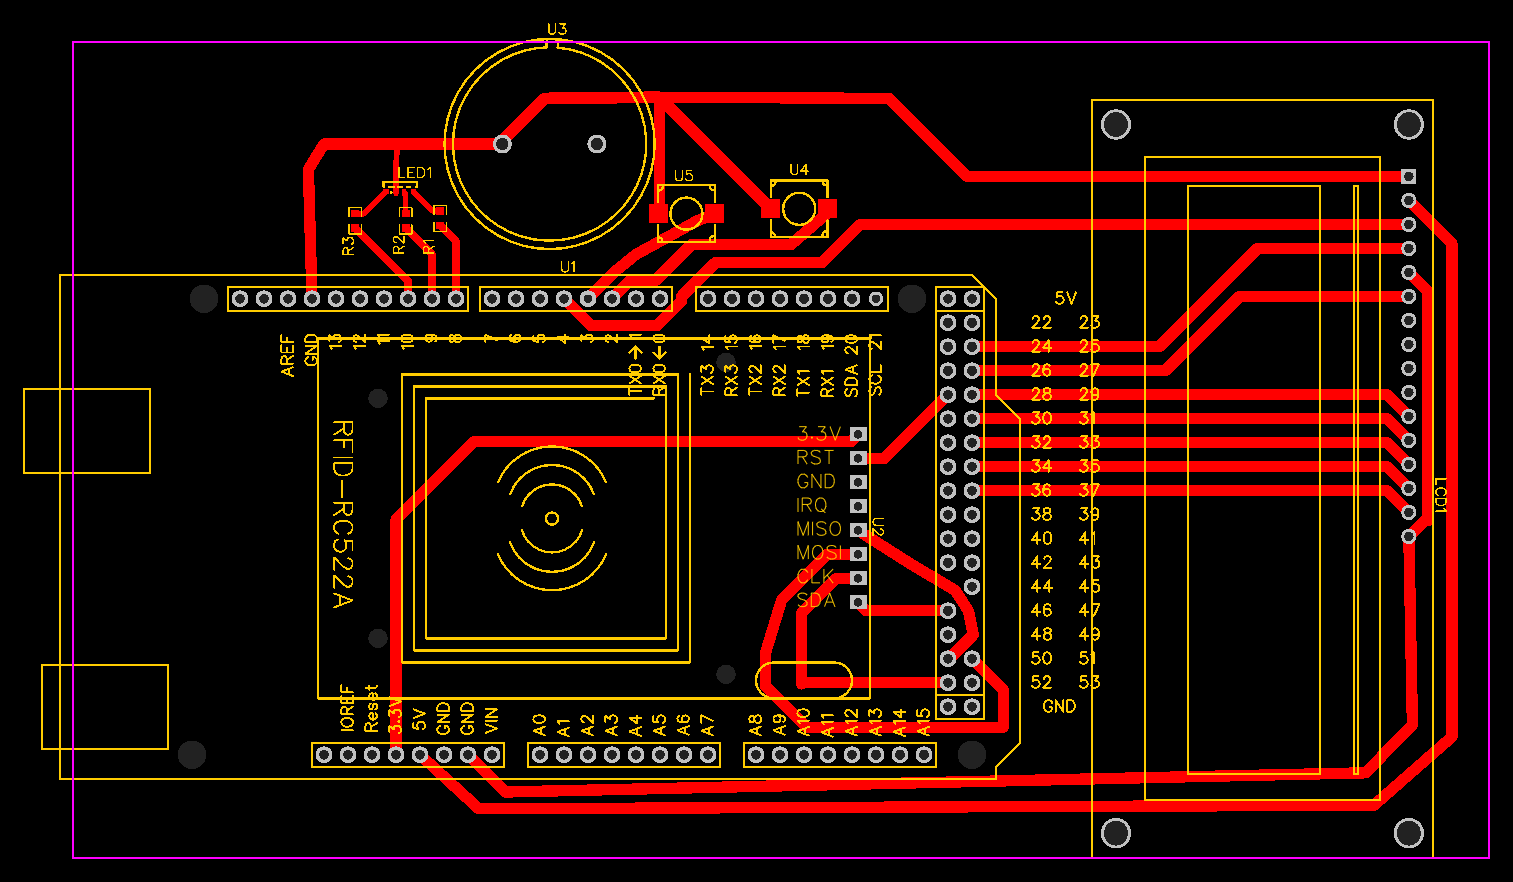 U3
LED1
U5
U4
R3
R2
R1
U1
AREF
GND
13
12
11
10
9
8
7
6
5
4
3
2
TX0→1
RX0←0
TX3 14
RX3 15
TX2 16
RX2 17
TX1 18
RX1 19
SDA 20
SCL 21
5V
22 23
24 25
26 27
28 29
30 31
32 33
34 35
36 37
38 39
40 41
42 43
44 45
46 47
48 49
50 51
52 53
GND
RFID-RC522A
3.3V
RST
GND
IRQ
MISO
MOSI
CLK
SDA
U2
LCD1
IOREF
Reset
3.3V
5V
GND
GND
VIN
A0
A1
A2
A3
A4
A5
A6
A7
A8
A9
A10
A11
A12
A13
A14
A15